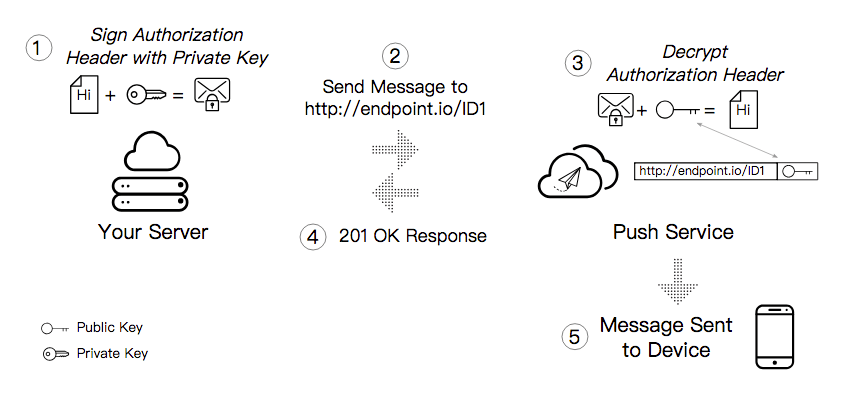 1
Sign Authorization
Header with Private Key
Hi + =
Your Server
2
Send Message to
http://endpoint.io/ID1
4
201 OK Response
3
Decrypt
Authorization Header
+ = Hi
http://endpoint.io/ID1
Push Service
5
Message Sent
to Device
Public Key
Private Key